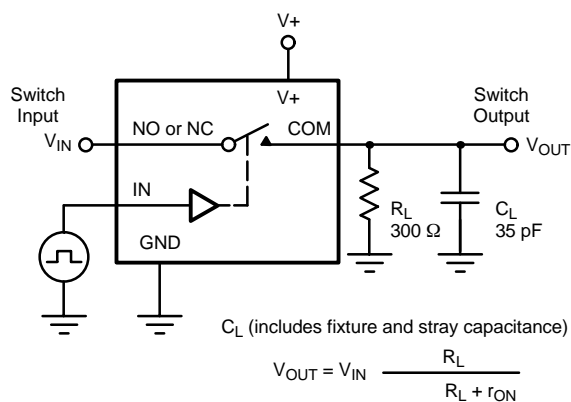 V+
V+
Switch
Input
Switch
Output
NO or NC
COM
V_IN
V_OUT
IN
R_L
300 Ω
C_L
35 pF
GND
C_L (includes fixture and stray capacitance)
V_OUT = V_IN R_L
R_L + r_ON